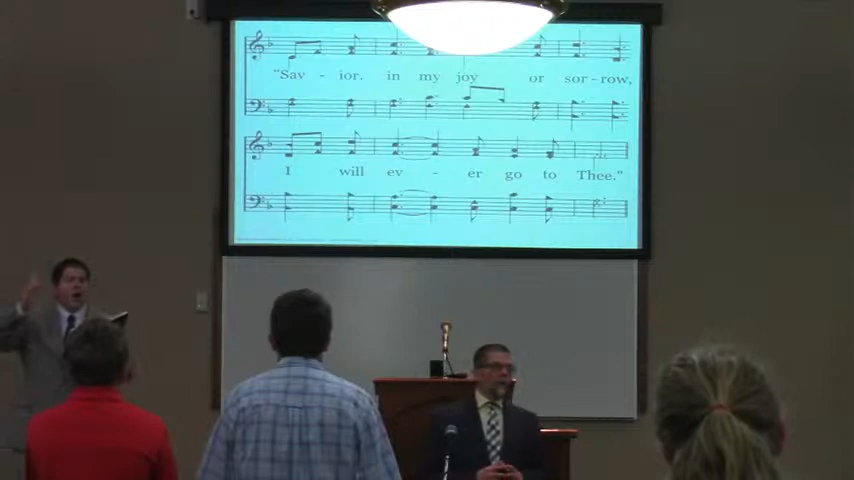 "Sav - ior. in my joy or sor-row,
I will ev - er go to Thee."